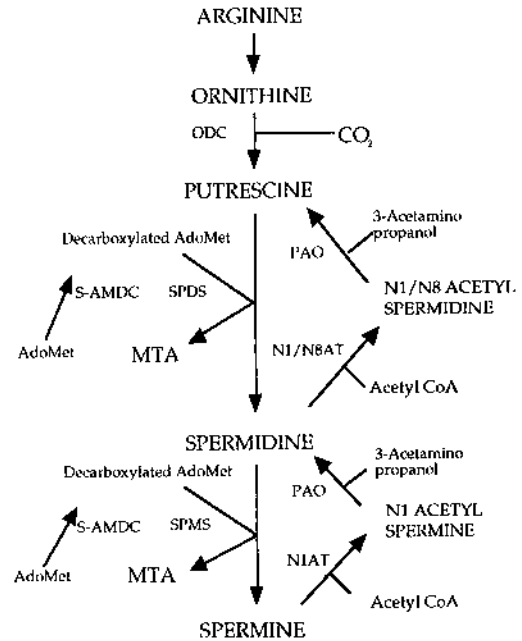 ARGININE
ORNITHINE
ODC
CO2
PUTRESCINE
3-Acetamino
propanol
Decarboxylated AdoMet
PAO
S-AMDC
SPDS
N1/N8 ACETYL
SPERMIDINE
AdoMet
MTA
N1/N8AT
Acetyl CoA
SPERMIDINE
3-Acetamino
propanol
Decarboxylated AdoMet
PAO
S-AMDC
SPMS
N1 ACETYL
SPERMINE
AdoMet
MTA
N1AT
Acetyl CoA
SPERMINE